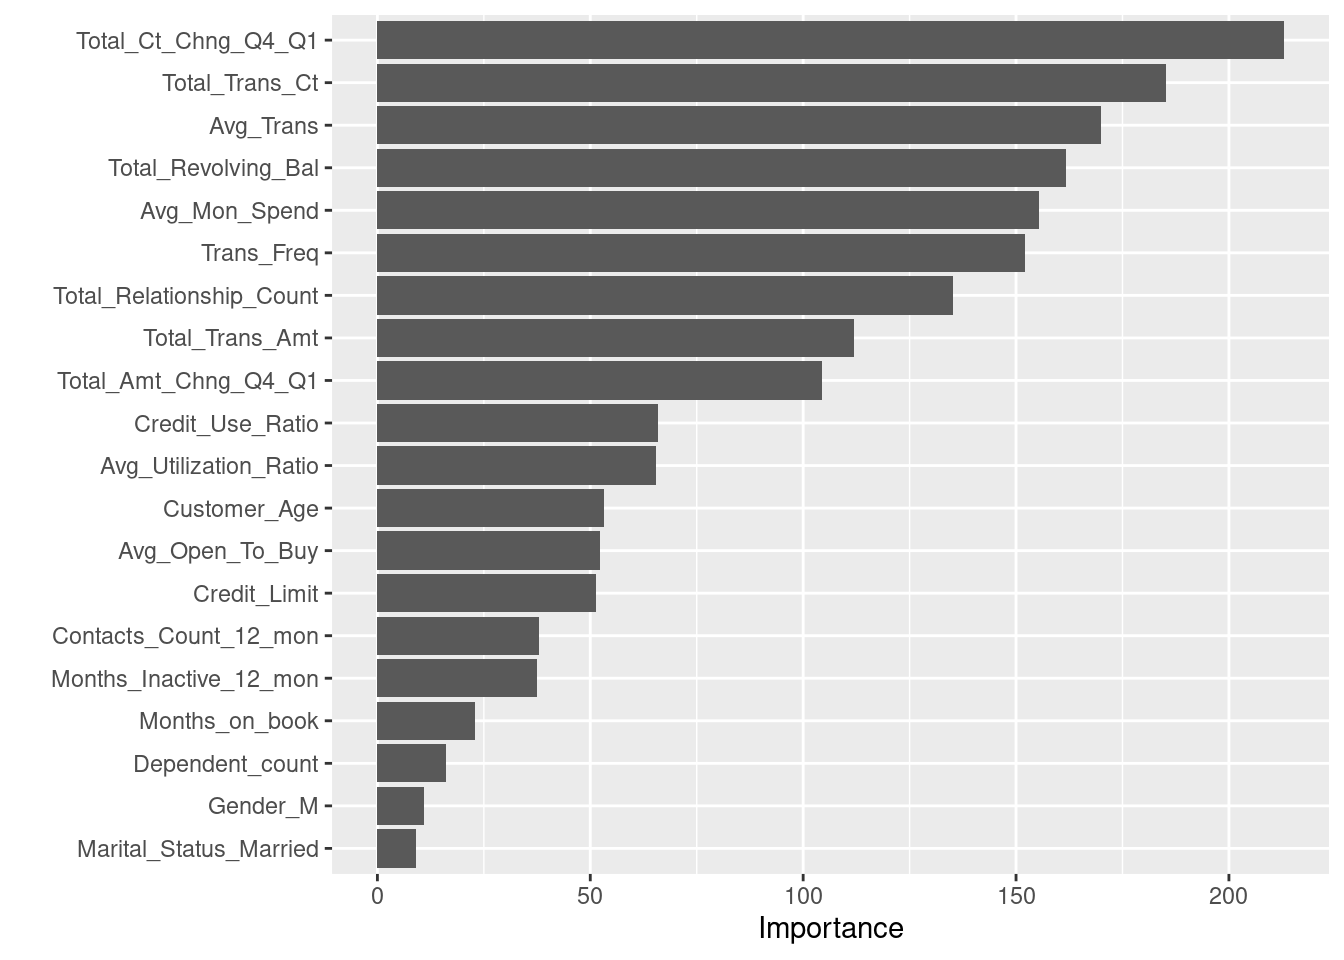 Total_Ct_Chng_Q4_Q1
Total_Trans_Ct
Avg_Trans
Total_Revolving_Bal
Avg_Mon_Spend
Trans_Freq
Total_Relationship_Count
Total_Trans_Amt
Total_Amt_Chng_Q4_Q1
Credit_Use_Ratio
Avg_Utilization_Ratio
Customer_Age
Avg_Open_To_Buy
Credit_Limit
Contacts_Count_12_mon
Months_Inactive_12_mon
Months_on_book
Dependent_count
Gender_M
Marital_Status_Married
0 50 100 150 200
Importance